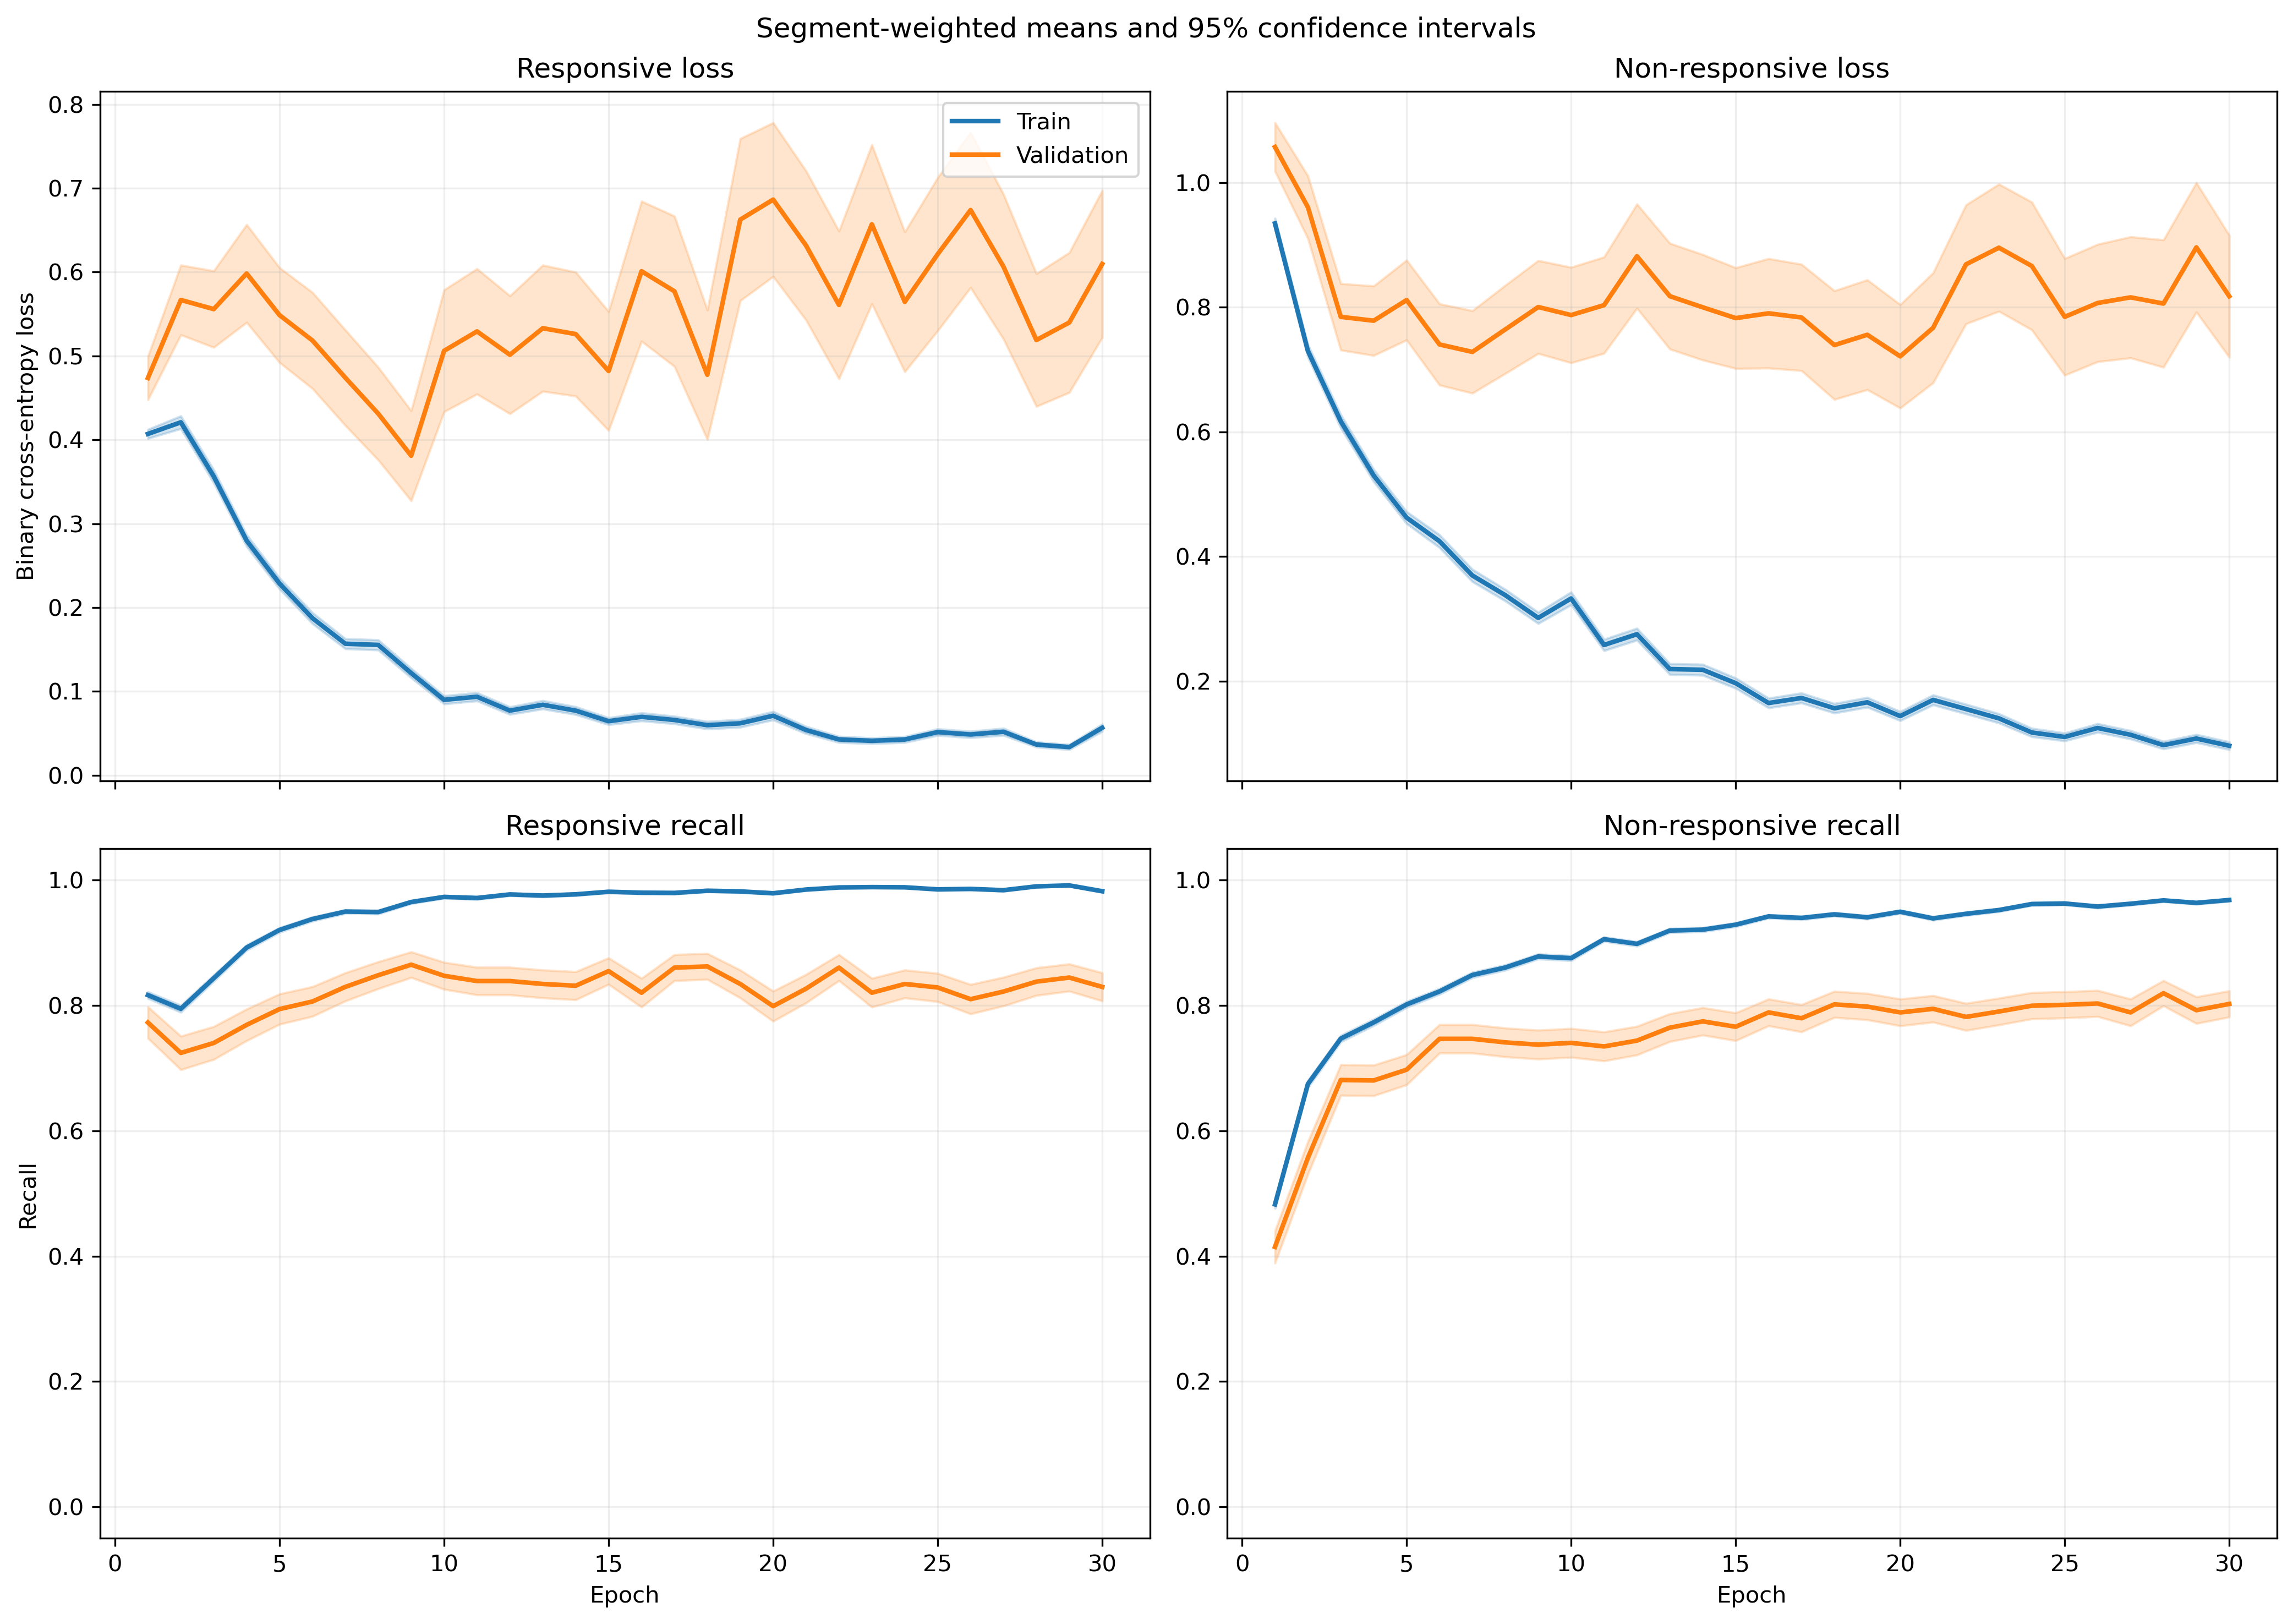 Segment-weighted means and 95% confidence intervals
Responsive loss
Non-responsive loss
Binary cross-entropy loss
0.8
0.7
0.6
0.5
0.4
0.3
0.2
0.1
0.0
Train
Validation
1.0
0.8
0.6
0.4
0.2
Responsive recall
Non-responsive recall
Recall
1.0
0.8
0.6
0.4
0.2
0.0
0 5 10 15 20 25 30
Epoch
1.0
0.8
0.6
0.4
0.2
0.0
0 5 10 15 20 25 30
Epoch